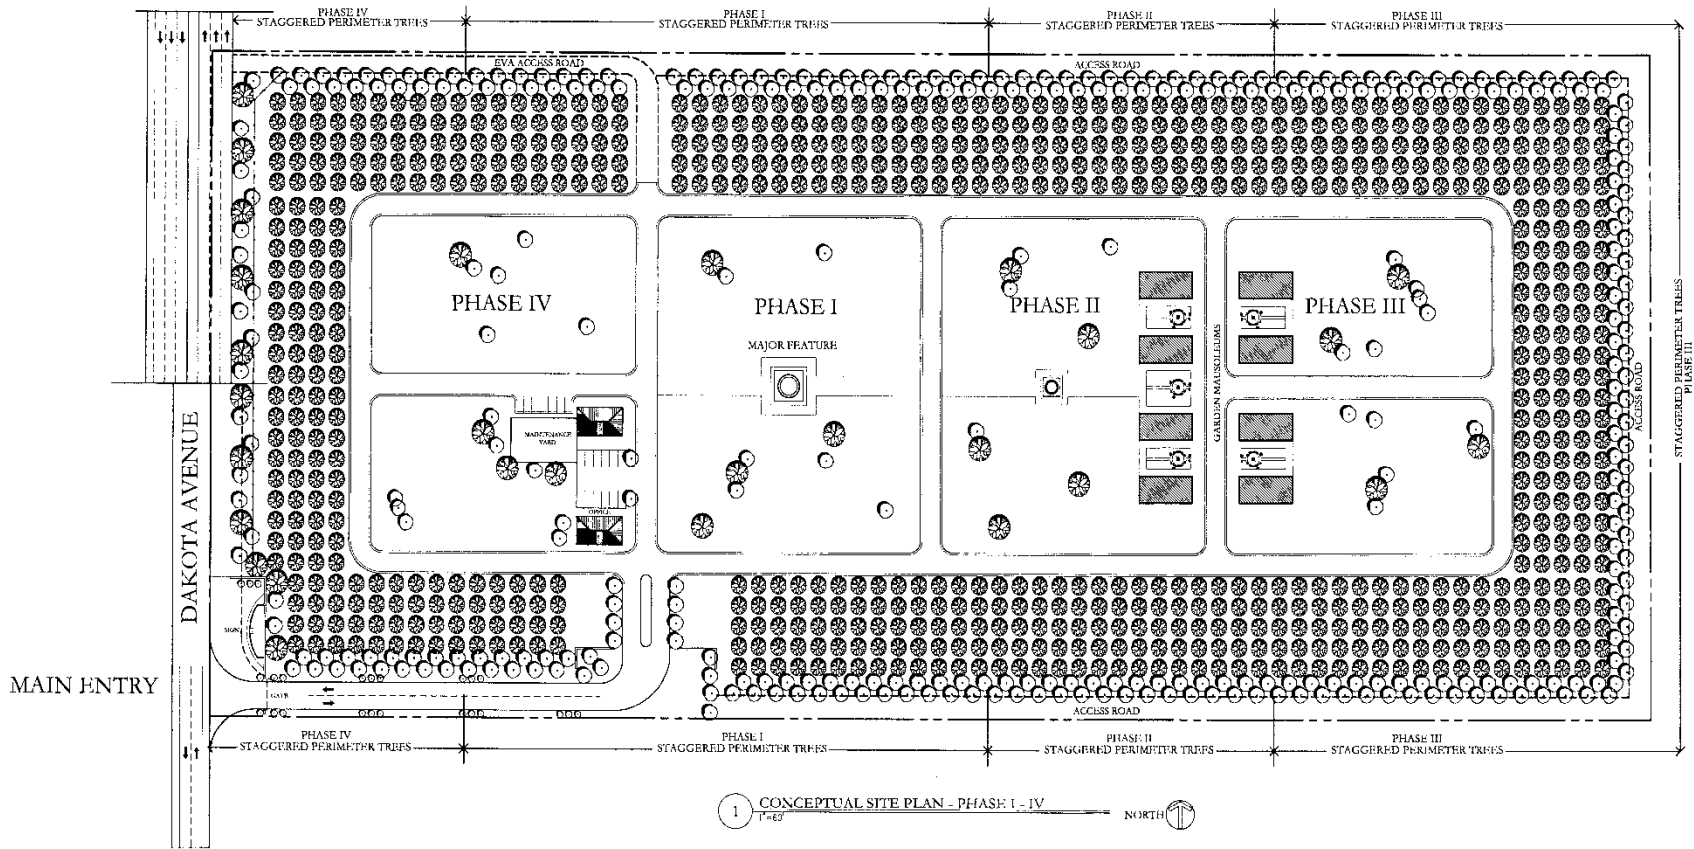 PHASE IV
STAGGERED PERIMETER TREES
PHASE I
STAGGERED PERIMETER TREES
PHASE II
STAGGERED PERIMETER TREES
PHASE III
STAGGERED PERIMETER TREES
EVA ACCESS ROAD
ACCESS ROAD
PHASE IV
PHASE I
PHASE II
PHASE III
MAJOR FEATURE
GARDEN MAUSOLEUMS
ACCESS ROAD
STAGGERED PERIMETER TREES
PHASE III
DAKOTA AVENUE
MAINTENANCE
YARD
OFFICE
SIGN
MAIN ENTRY
GATE
ACCESS ROAD
PHASE IV
STAGGERED PERIMETER TREES
PHASE I
STAGGERED PERIMETER TREES
PHASE II
STAGGERED PERIMETER TREES
PHASE III
STAGGERED PERIMETER TREES
1
CONCEPTUAL SITE PLAN - PHASE I - IV
1"=60'
NORTH